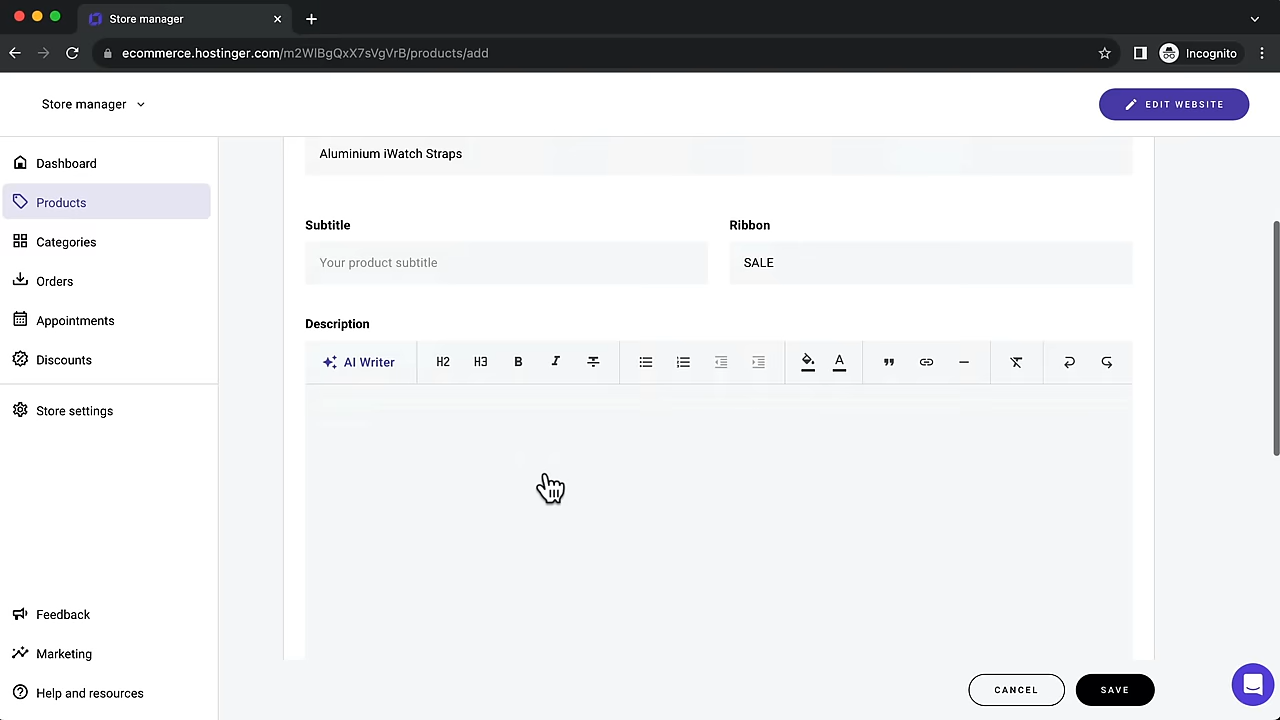 Store manager
ecommerce.hostinger.com/m2WIBgQxX7sVgVrB/products/add
Incognito
Store manager
EDIT WEBSITE
Dashboard
Products
Categories
Orders
Appointments
Discounts
Store settings
Feedback
Marketing
Help and resources
Aluminium iWatch Straps
Subtitle
Ribbon
Your product subtitle
SALE
Description
AI Writer
H2
H3
B
I
S
A
CANCEL
SAVE